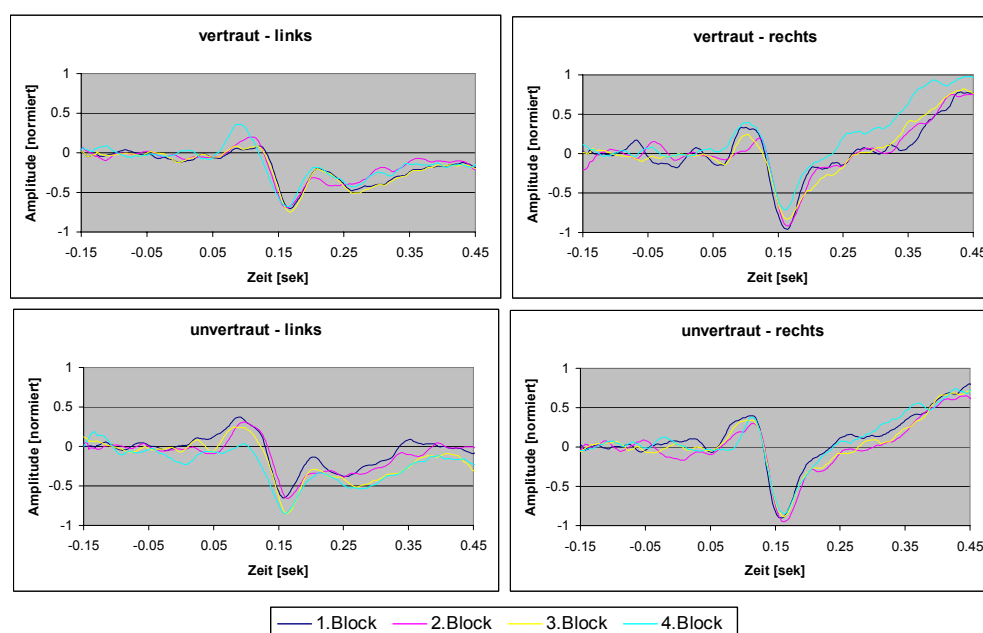 vertraut - links
1
0.5
0
-0.5
-1
-0.15 -0.05 0.05 0.15 0.25 0.35 0.45
Zeit [sek]
Amplitude [normiert]
vertraut - rechts
1
0.5
0
-0.5
-1
-0.15 -0.05 0.05 0.15 0.25 0.35 0.45
Zeit [sek]
Amplitude [normiert]
unvertraut - links
1
0.5
0
-0.5
-1
-0.15 -0.05 0.05 0.15 0.25 0.35 0.45
Zeit [sek]
Amplitude [normiert]
unvertraut - rechts
1
0.5
0
-0.5
-1
-0.15 -0.05 0.05 0.15 0.25 0.35 0.45
Zeit [sek]
Amplitude [normiert]
1.Block 2.Block 3.Block 4.Block